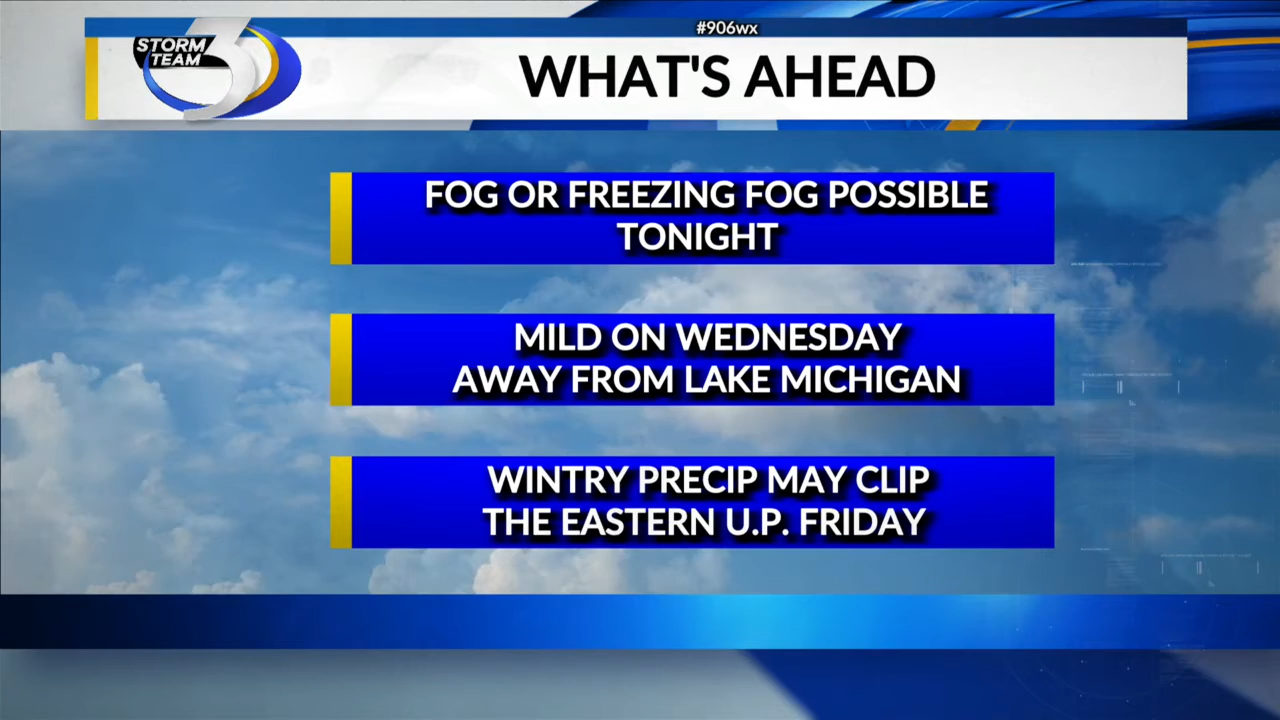 #906wx
STORM
TEAM
3
WHAT'S AHEAD
FOG OR FREEZING FOG POSSIBLE
TONIGHT
MILD ON WEDNESDAY
AWAY FROM LAKE MICHIGAN
WINTRY PRECIP MAY CLIP
THE EASTERN U.P. FRIDAY